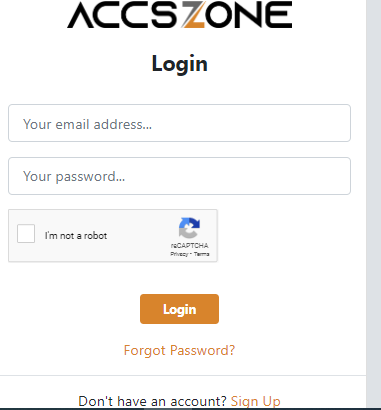 ACCSZONE
Login
Your email address...
Your password...
I'm not a robot
reCAPTCHA
Privacy - Terms
Login
Forgot Password?
Don't have an account? Sign Up